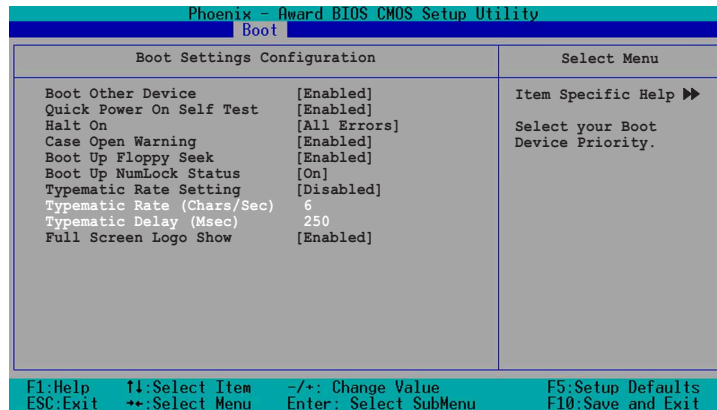 Phoenix - Award BIOS CMOS Setup Utility
Boot
Boot Settings Configuration
Select Menu
Boot Other Device [Enabled]
Quick Power On Self Test [Enabled]
Halt On [All Errors]
Case Open Warning [Enabled]
Boot Up Floppy Seek [Enabled]
Boot Up NumLock Status [On]
Typematic Rate Setting [Disabled]
Typematic Rate (Chars/Sec) 6
Typematic Delay (Msec) 250
Full Screen Logo Show [Enabled]
Item Specific Help ▶▶
Select your Boot
Device Priority.
F1:Help ↑↓:Select Item -/+: Change Value F5:Setup Defaults
ESC:Exit →←:Select Menu Enter: Select SubMenu F10:Save and Exit